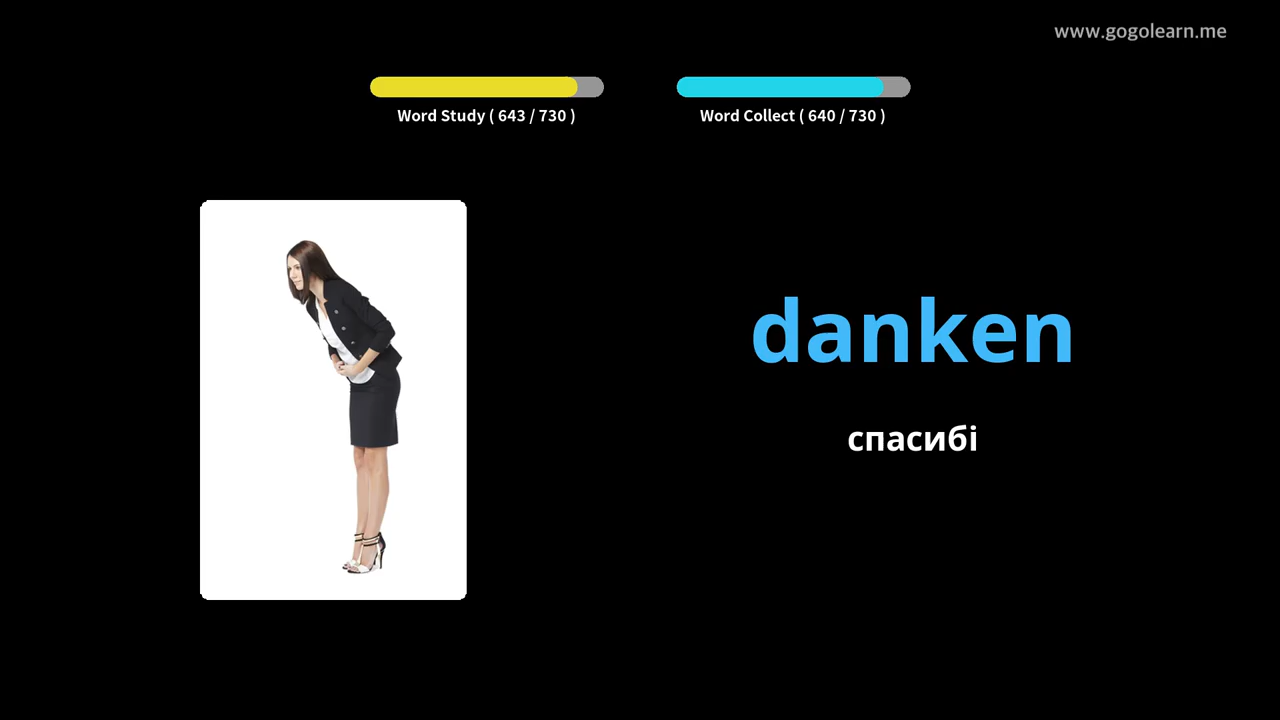 www.gogolearn.me
Word Study ( 643 / 730 )
Word Collect ( 640 / 730 )
danken
спасибі